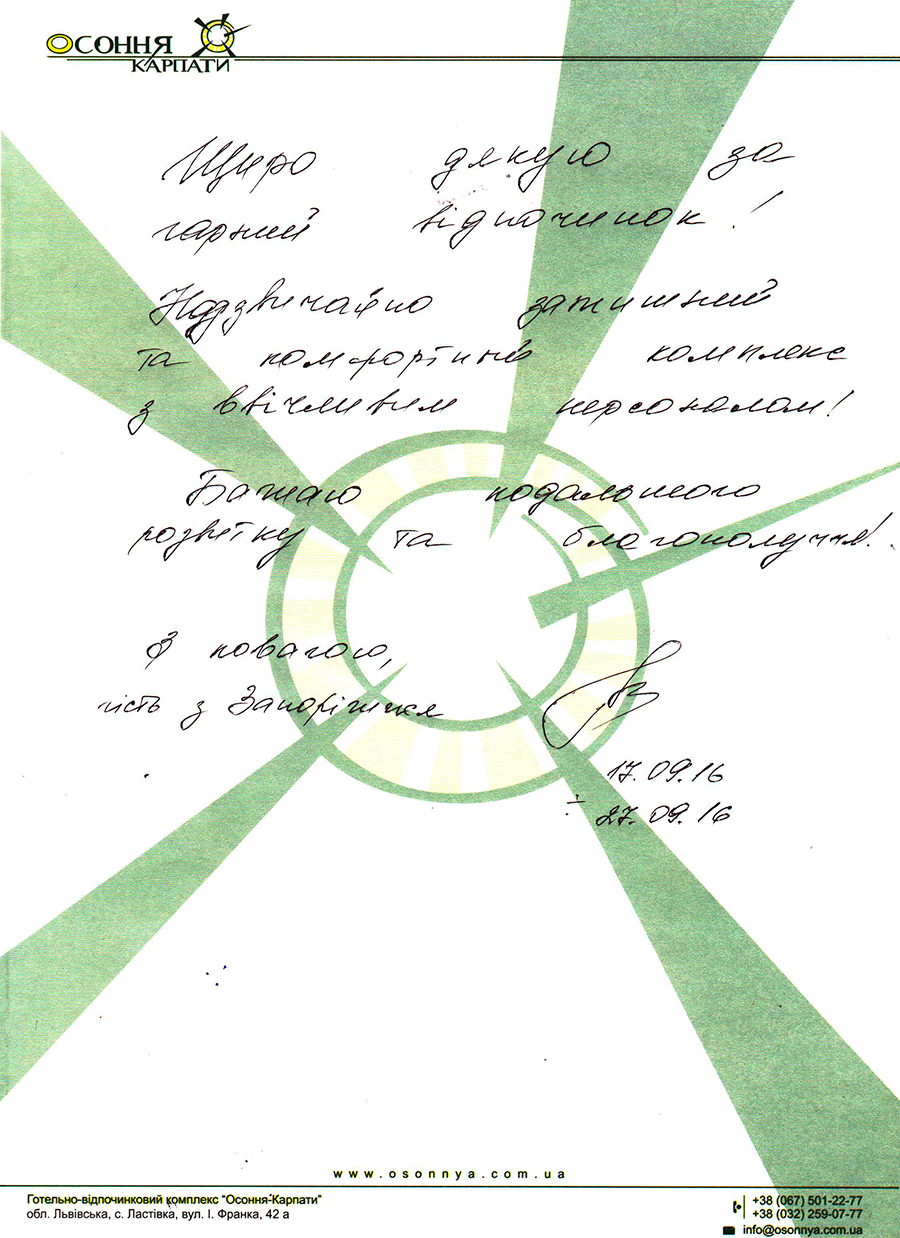 ОСОННЯ
КАРПАТИ
Щиро дякую за
гарний відпочинок!
Надзвичайно затишний
та комфортний комплекс
з ввічливим персоналом!
Бажаю подальшого
розвитку та благополуччя!
З повагою,
гість з Запоріжжя
17.09.16
÷ 27.09.16
www.osonnya.com.ua
Готельно-відпочинковий комплекс "Осоння-Карпати"
обл. Львівська, с. Ластівка, вул. І. Франка, 42 а
+38 (067) 501-22-77
+38 (032) 259-07-77
info@osonnya.com.ua